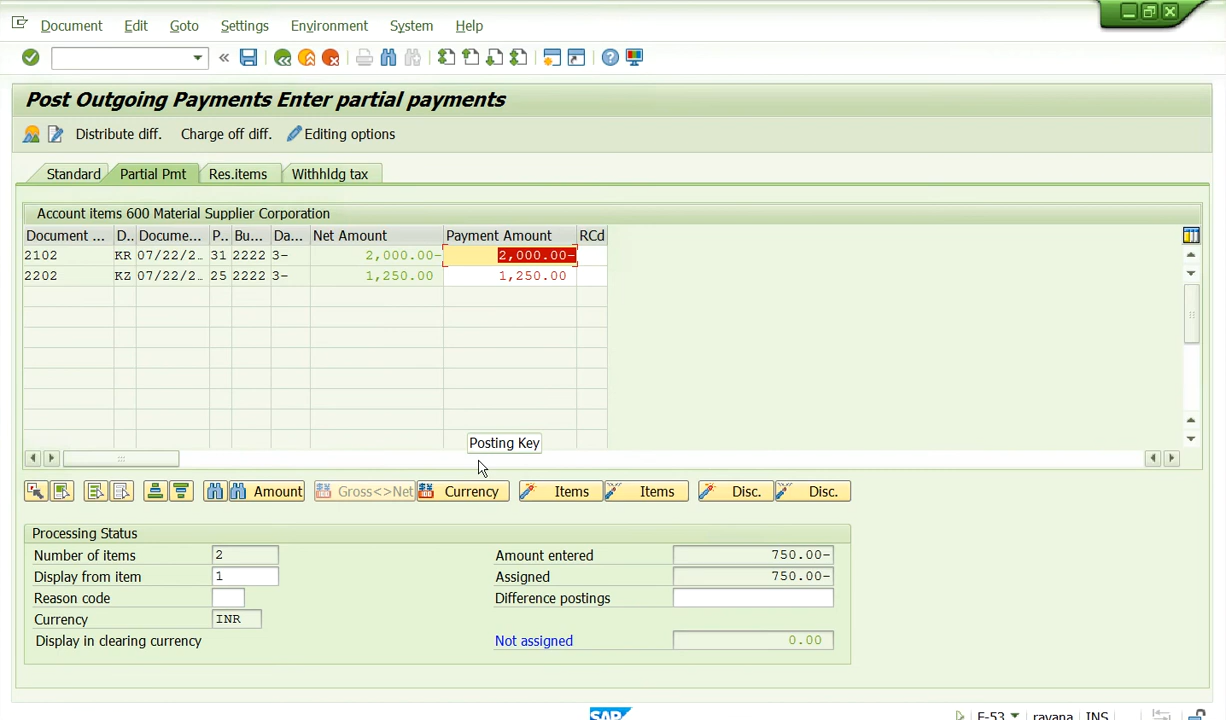 Document Edit Goto Settings Environment System Help
Post Outgoing Payments Enter partial payments
Distribute diff. Charge off diff. Editing options
Standard Partial Pmt Res.items Withhldg tax
Account items 600 Material Supplier Corporation
Document ... D.. Docume... P... Bu... Da... Net Amount Payment Amount RCd
2102 KR 07/22/2… 31 2222 3- 2,000.00- 2,000.00-
2202 KZ 07/22/2… 25 2222 3- 1,250.00 1,250.00
Posting Key
Amount Gross<>Net Currency Items Items Disc. Disc.
Processing Status
Number of items 2 Amount entered 750.00-
Display from item 1 Assigned 750.00-
Reason code Difference postings
Currency INR
Display in clearing currency Not assigned 0.00
SAP F-53 rayana INS